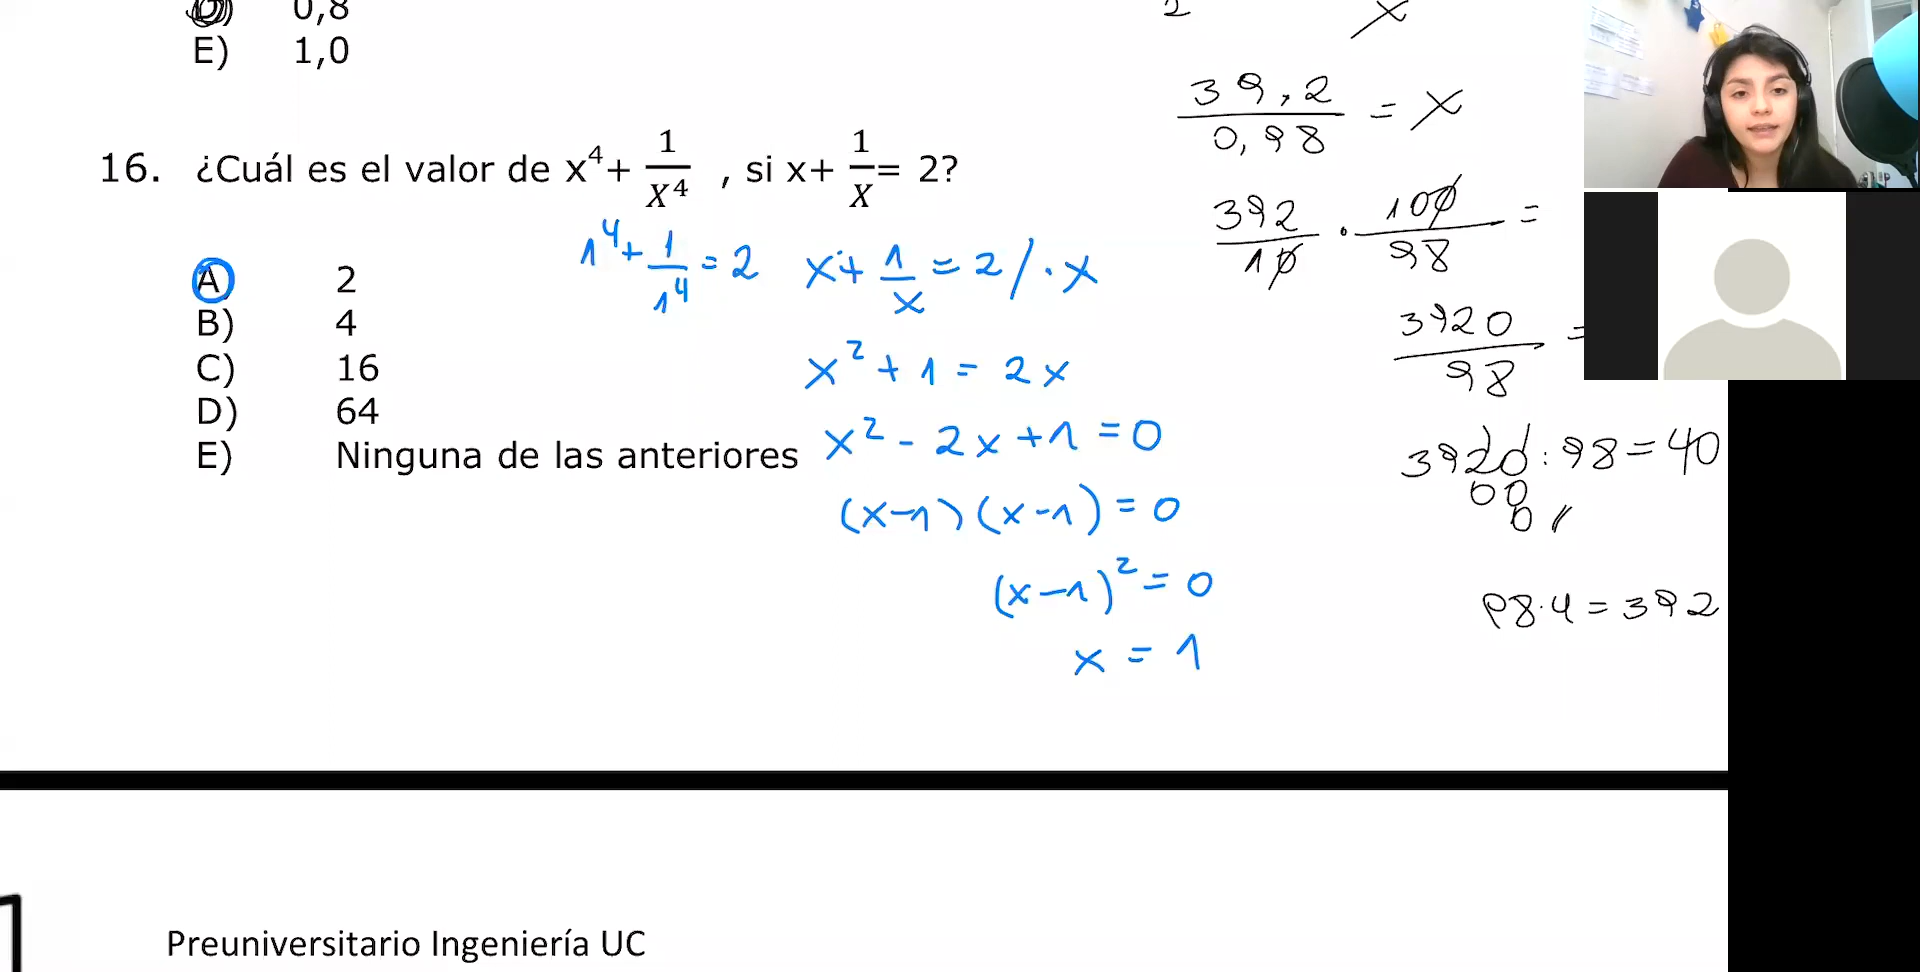 D) 0,8
E) 1,0
16. ¿Cuál es el valor de x⁴+ 1/X⁴ , si x+ 1/X = 2?
A) 2
B) 4
C) 16
D) 64
E) Ninguna de las anteriores
1⁴ + 1/1⁴ = 2
x + 1/x = 2 / · x
x² + 1 = 2x
x² - 2x + 1 = 0
(x-1) (x-1) = 0
(x-1)² = 0
x = 1
2 x
39,2/0,98 = x
392/10 · 100/98 =
3920/98 =
3920 : 98 = 40
00
0
98·4 = 392
1
Preuniversitario Ingeniería UC